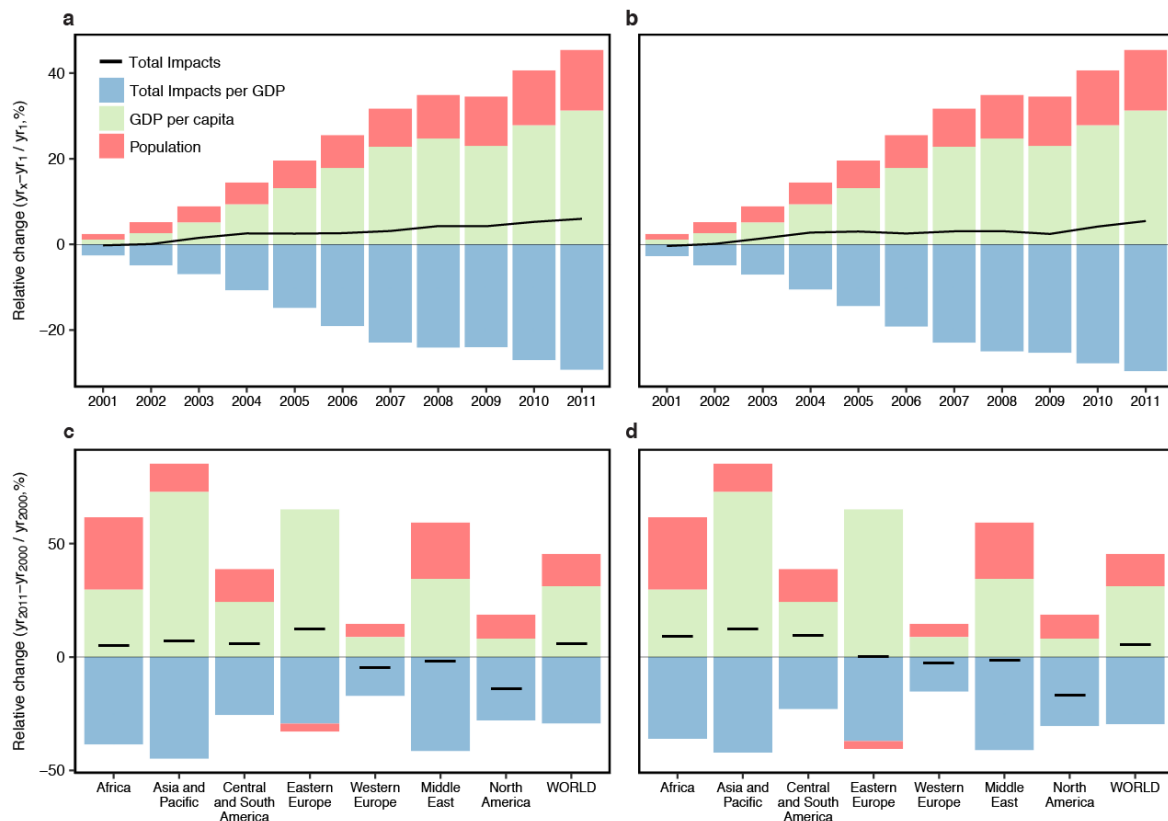 a
b
Relative change (yrx−yr1 / yr1,%)
40
20
0
−20
Total Impacts
Total Impacts per GDP
GDP per capita
Population
2001 2002 2003 2004 2005 2006 2007 2008 2009 2010 2011
2001 2002 2003 2004 2005 2006 2007 2008 2009 2010 2011
c
d
Relative change (yr2011−yr2000 / yr2000,%)
50
0
−50
Africa Asia and Central Eastern Western Middle North WORLD
Pacific and South Europe Europe East America
America
Africa Asia and Central Eastern Western Middle North WORLD
Pacific and South Europe Europe East America
America